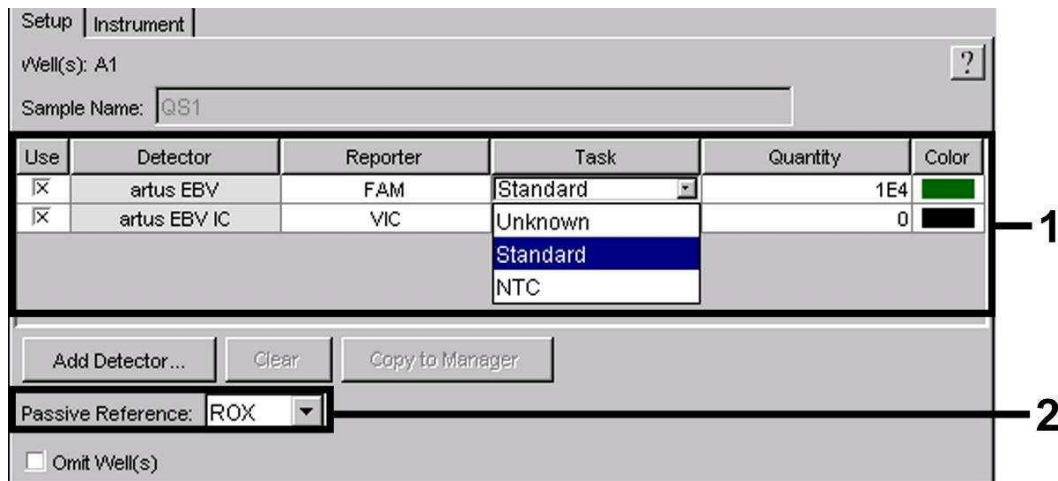 Setup Instrument
Well(s): A1
?
Sample Name: QS1
Use Detector Reporter Task Quantity Color
artus EBV FAM Standard 1E4
artus EBV IC VIC 0
Unknown
Standard
NTC
1
Add Detector... Clear Copy to Manager
Passive Reference: ROX
2
Omit Well(s)